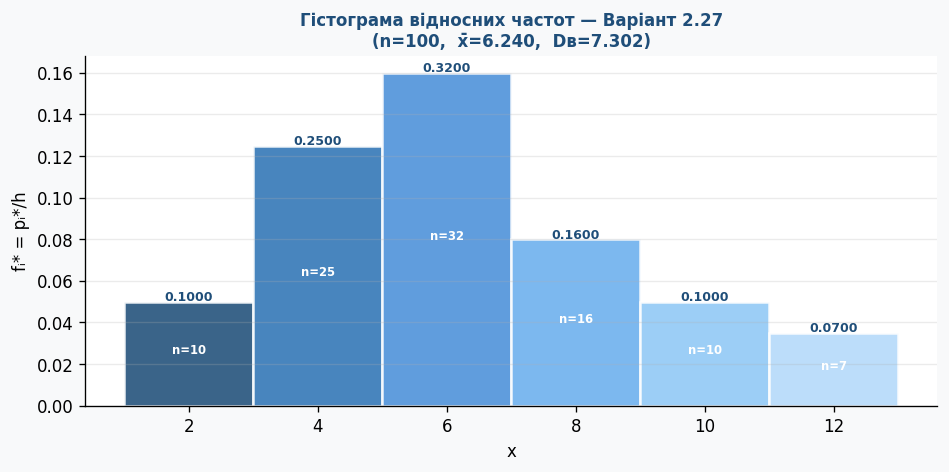 Гістограма відносних частот — Варіант 2.27
(n=100, x̄=6.240, Dв=7.302)
fᵢ* = pᵢ*/h
0.16
0.14
0.12
0.10
0.08
0.06
0.04
0.02
0.00
0.1000
0.2500
0.3200
0.1600
0.1000
0.0700
n=10
n=25
n=32
n=16
n=10
n=7
2
4
6
8
10
12
x